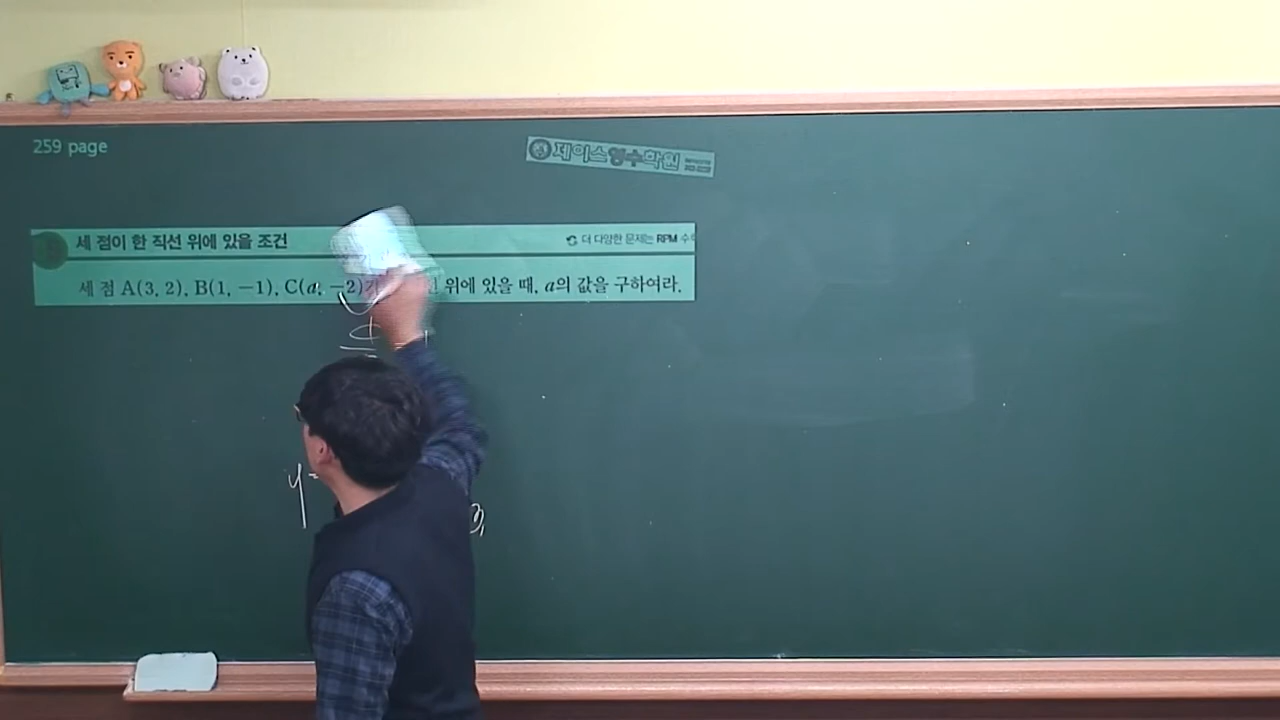 259 page
제이스영수학원
세 점이 한 직선 위에 있을 조건
더 다양한 문제는 RPM 수
세 점 A(3, 2), B(1, −1), C(a, −2) 위에 있을 때, a의 값을 구하여라.
y=
3,